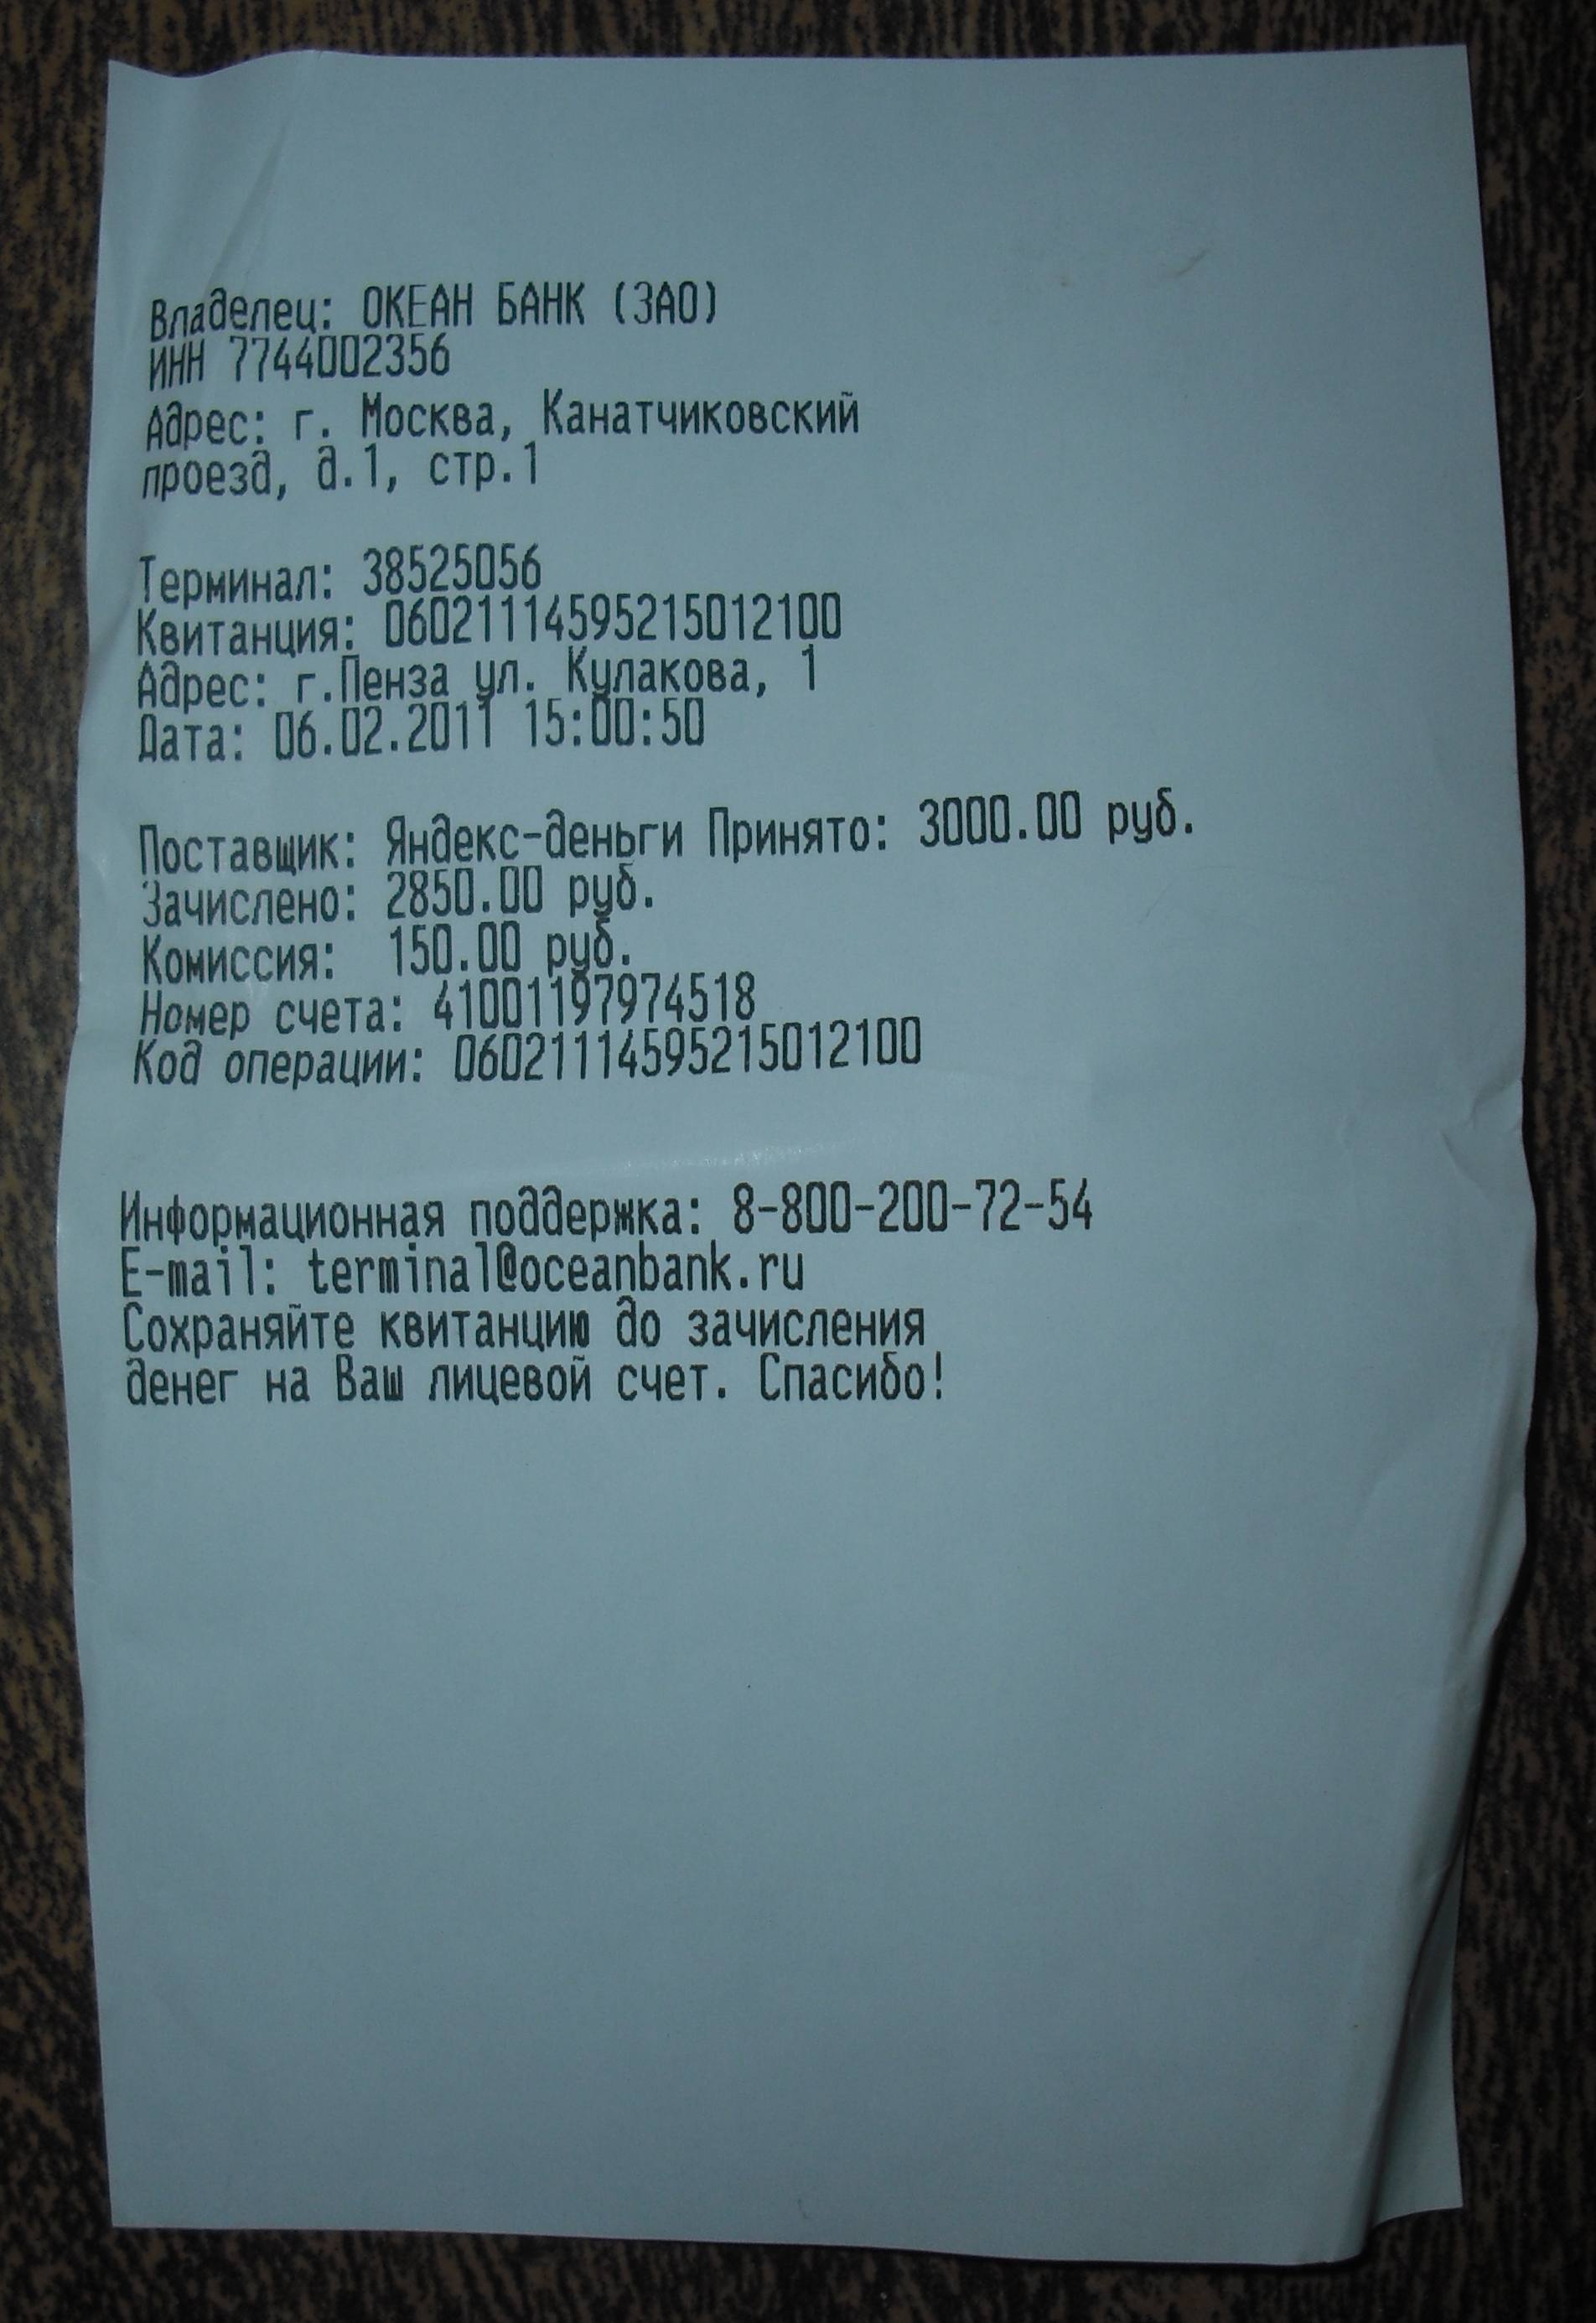 Владелец: ОКЕАН БАНК (ЗАО)
ИНН 7744002356
Адрес: г. Москва, Канатчиковский
проезд, д.1, стр.1
Терминал: 38525056
Квитанция: 06021114595215012100
Адрес: г.Пенза ул. Кулакова, 1
Дата: 06.02.2011 15:00:50
Поставщик: Яндекс-деньги Принято: 3000.00 руб.
Зачислено: 2850.00 руб.
Комиссия:  150.00 руб.
Номер счета: 41001197974518
Код операции: 06021114595215012100
Информационная поддержка: 8-800-200-72-54
E-mail: terminal@oceanbank.ru
Сохраняйте квитанцию до зачисления
денег на Ваш лицевой счет. Спасибо!